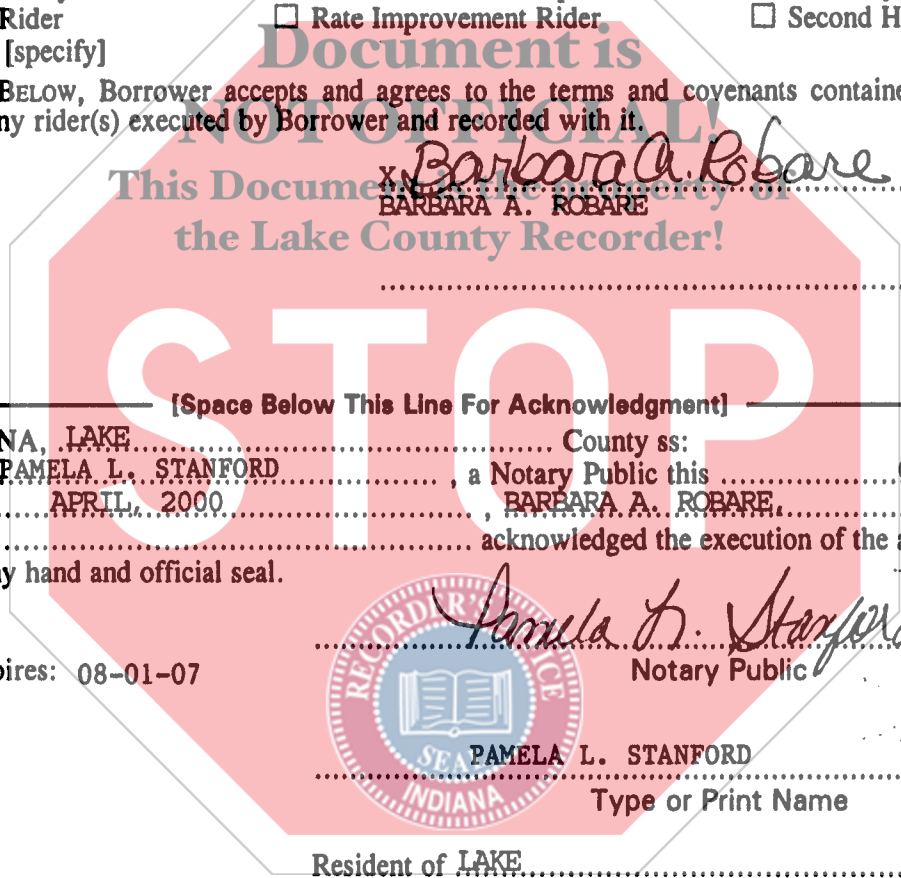 Rider ☐ Rate Improvement Rider ☐ Second H
[specify]
Document is
BELOW, Borrower accepts and agrees to the terms and covenants containe
ny rider(s) executed by Borrower and recorded with it.
NOT OFFICIAL!
x Barbara A. Robare
This Document is the property of
BARBARA A. ROBARE
the Lake County Recorder!
STOP
[Space Below This Line For Acknowledgment]
NA, LAKE County ss:
PAMELA L. STANFORD , a Notary Public this
APRIL, 2000 , BARBARA A. ROBARE,
acknowledged the execution of the a
y hand and official seal.
Pamela L. Stanford
pires: 08-01-07 Notary Public
RECORDER'S OFFICE
SEAL
INDIANA
PAMELA L. STANFORD
Type or Print Name
Resident of LAKE